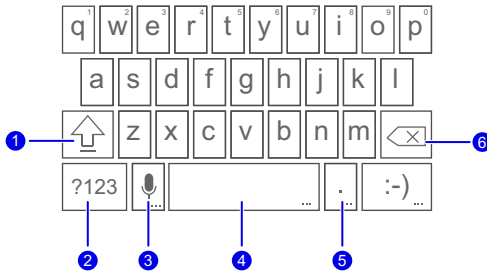 q1 w2 e3 r4 t5 y6 u7 i8 o9 p0
a s d f g h j k l
1 z x c v b n m 6
?123 ... ... . ... :-) ...
2 3 4 5